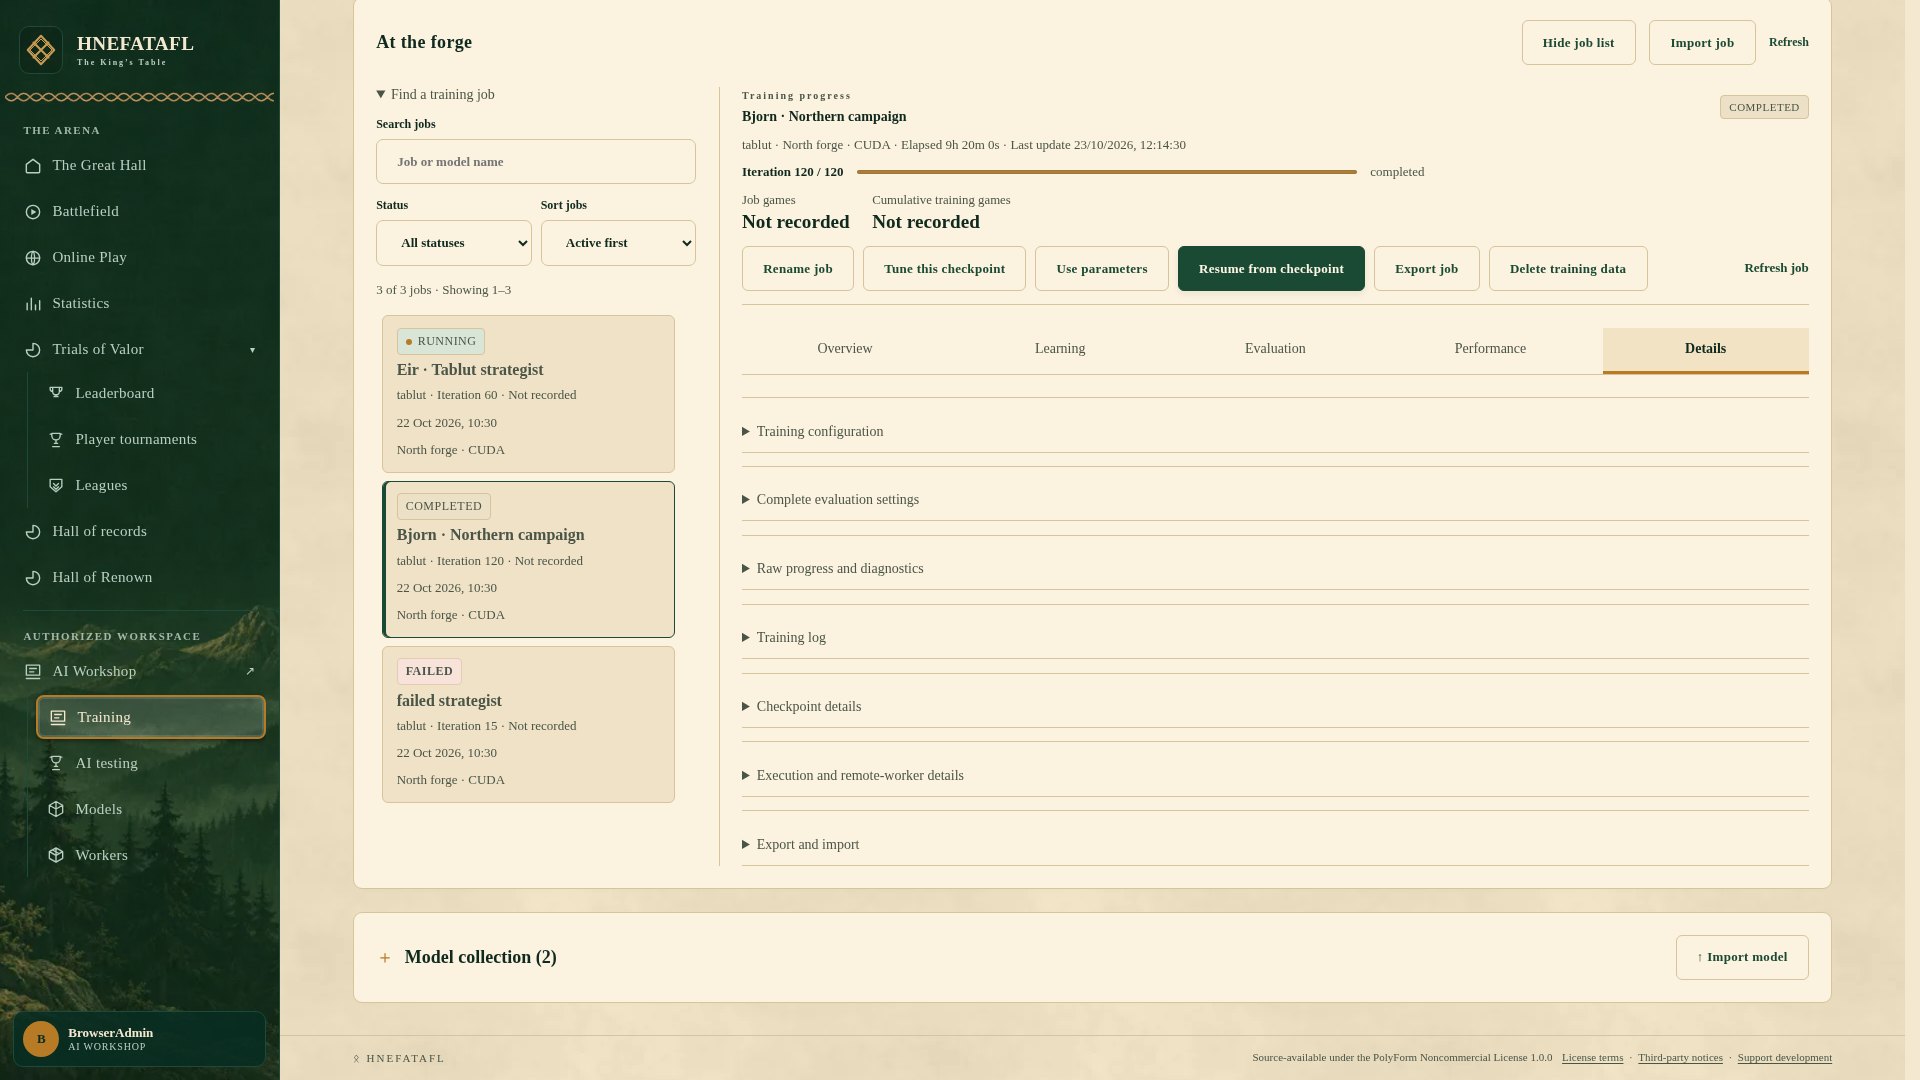 HNEFATAFL
The King's Table
THE ARENA
The Great Hall
Battlefield
Online Play
Statistics
Trials of Valor
Leaderboard
Player tournaments
Leagues
Hall of records
Hall of Renown
AUTHORIZED WORKSPACE
AI Workshop ↗
Training
AI testing
Models
Workers
B
BrowserAdmin
AI WORKSHOP
At the forge
Hide job list
Import job
Refresh
Find a training job
Search jobs
Job or model name
Status
Sort jobs
All statuses
Active first
3 of 3 jobs · Showing 1–3
RUNNING
Eir · Tablut strategist
tablut · Iteration 60 · Not recorded
22 Oct 2026, 10:30
North forge · CUDA
COMPLETED
Bjorn · Northern campaign
tablut · Iteration 120 · Not recorded
22 Oct 2026, 10:30
North forge · CUDA
FAILED
failed strategist
tablut · Iteration 15 · Not recorded
22 Oct 2026, 10:30
North forge · CUDA
Training progress
Bjorn · Northern campaign
COMPLETED
tablut · North forge · CUDA · Elapsed 9h 20m 0s · Last update 23/10/2026, 12:14:30
Iteration 120 / 120
completed
Job games
Not recorded
Cumulative training games
Not recorded
Rename job
Tune this checkpoint
Use parameters
Resume from checkpoint
Export job
Delete training data
Refresh job
Overview
Learning
Evaluation
Performance
Details
Training configuration
Complete evaluation settings
Raw progress and diagnostics
Training log
Checkpoint details
Execution and remote-worker details
Export and import
+ Model collection (2)
↑ Import model
ᛟ HNEFATAFL
Source-available under the PolyForm Noncommercial License 1.0.0 License terms · Third-party notices · Support development